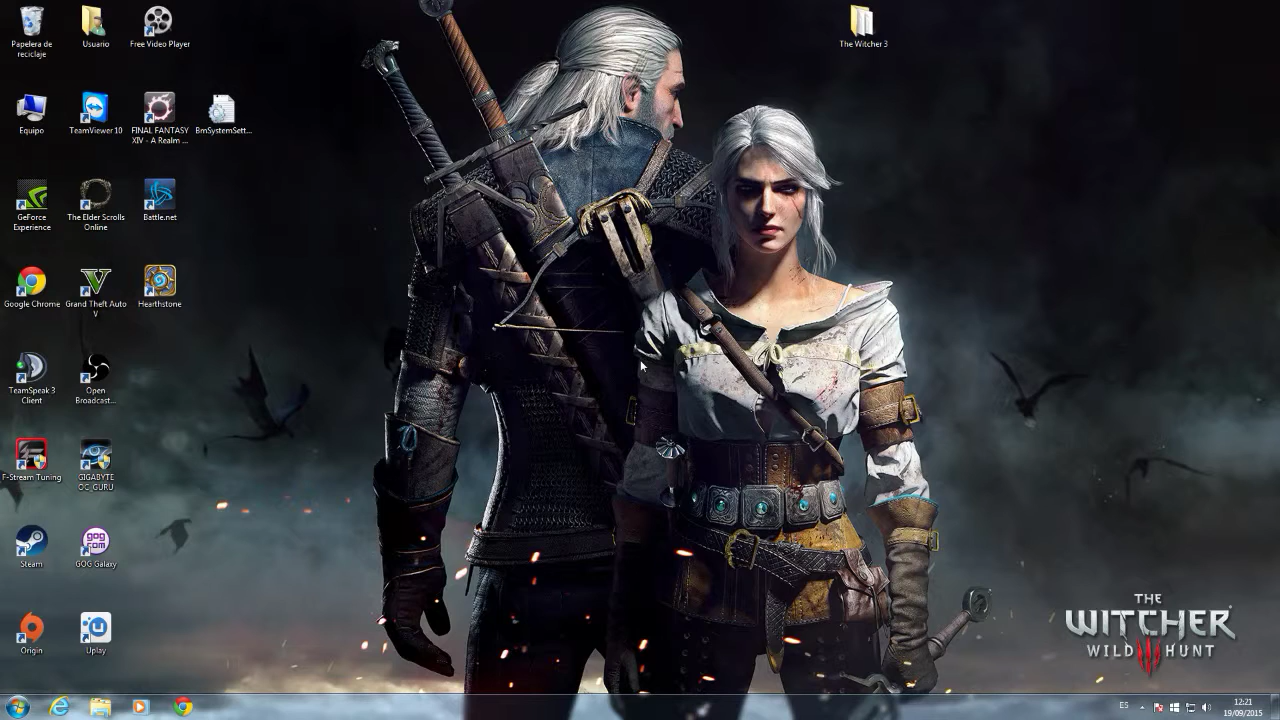 Papelera de
reciclaje
Usuario
Free Video Player
The Witcher 3
Equipo
TeamViewer 10
FINAL FANTASY
XIV - A Realm ...
BmSystemSett...
GeForce
Experience
The Elder Scrolls
Online
Battle.net
Google Chrome
Grand Theft Auto
V
Hearthstone
TeamSpeak 3
Client
Open
Broadcast...
F-Stream Tuning
GIGABYTE
OC_GURU
Steam
gog
com
GOG Galaxy
Origin
Uplay
THE
WITCHER
WILD HUNT
ES
12:21
19/09/2015